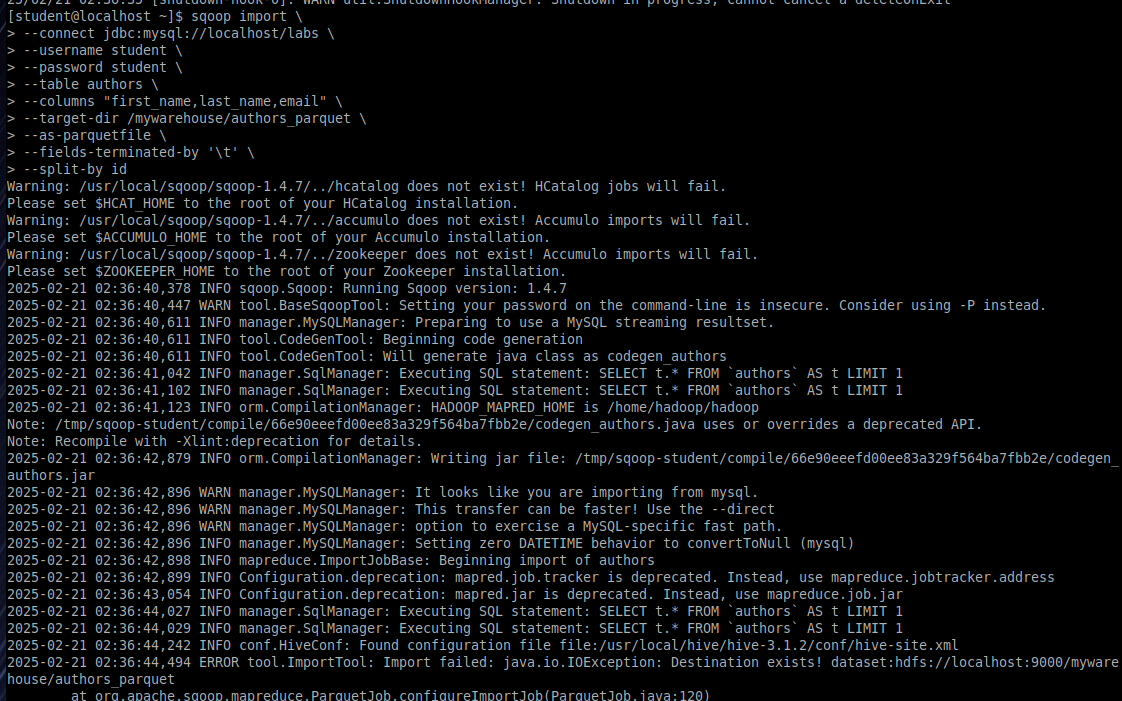 25/02/21 02:36:35 [shutdown-hook-0]: WARN util.ShutdownHookManager: Shutdown in progress, cannot cancel a deleteOnExit
[student@localhost ~]$ sqoop import \
> --connect jdbc:mysql://localhost/labs \
> --username student \
> --password student \
> --table authors \
> --columns "first_name,last_name,email" \
> --target-dir /mywarehouse/authors_parquet \
> --as-parquetfile \
> --fields-terminated-by '\t' \
> --split-by id
Warning: /usr/local/sqoop/sqoop-1.4.7/../hcatalog does not exist! HCatalog jobs will fail.
Please set $HCAT_HOME to the root of your HCatalog installation.
Warning: /usr/local/sqoop/sqoop-1.4.7/../accumulo does not exist! Accumulo imports will fail.
Please set $ACCUMULO_HOME to the root of your Accumulo installation.
Warning: /usr/local/sqoop/sqoop-1.4.7/../zookeeper does not exist! Accumulo imports will fail.
Please set $ZOOKEEPER_HOME to the root of your Zookeeper installation.
2025-02-21 02:36:40,378 INFO sqoop.Sqoop: Running Sqoop version: 1.4.7
2025-02-21 02:36:40,447 WARN tool.BaseSqoopTool: Setting your password on the command-line is insecure. Consider using -P instead.
2025-02-21 02:36:40,611 INFO manager.MySQLManager: Preparing to use a MySQL streaming resultset.
2025-02-21 02:36:40,611 INFO tool.CodeGenTool: Beginning code generation
2025-02-21 02:36:40,611 INFO tool.CodeGenTool: Will generate java class as codegen_authors
2025-02-21 02:36:41,042 INFO manager.SqlManager: Executing SQL statement: SELECT t.* FROM `authors` AS t LIMIT 1
2025-02-21 02:36:41,102 INFO manager.SqlManager: Executing SQL statement: SELECT t.* FROM `authors` AS t LIMIT 1
2025-02-21 02:36:41,123 INFO orm.CompilationManager: HADOOP_MAPRED_HOME is /home/hadoop/hadoop
Note: /tmp/sqoop-student/compile/66e90eeefd00ee83a329f564ba7fbb2e/codegen_authors.java uses or overrides a deprecated API.
Note: Recompile with -Xlint:deprecation for details.
2025-02-21 02:36:42,879 INFO orm.CompilationManager: Writing jar file: /tmp/sqoop-student/compile/66e90eeefd00ee83a329f564ba7fbb2e/codegen_
authors.jar
2025-02-21 02:36:42,896 WARN manager.MySQLManager: It looks like you are importing from mysql.
2025-02-21 02:36:42,896 WARN manager.MySQLManager: This transfer can be faster! Use the --direct
2025-02-21 02:36:42,896 WARN manager.MySQLManager: option to exercise a MySQL-specific fast path.
2025-02-21 02:36:42,896 INFO manager.MySQLManager: Setting zero DATETIME behavior to convertToNull (mysql)
2025-02-21 02:36:42,898 INFO mapreduce.ImportJobBase: Beginning import of authors
2025-02-21 02:36:42,899 INFO Configuration.deprecation: mapred.job.tracker is deprecated. Instead, use mapreduce.jobtracker.address
2025-02-21 02:36:43,054 INFO Configuration.deprecation: mapred.jar is deprecated. Instead, use mapreduce.job.jar
2025-02-21 02:36:44,027 INFO manager.SqlManager: Executing SQL statement: SELECT t.* FROM `authors` AS t LIMIT 1
2025-02-21 02:36:44,029 INFO manager.SqlManager: Executing SQL statement: SELECT t.* FROM `authors` AS t LIMIT 1
2025-02-21 02:36:44,242 INFO conf.HiveConf: Found configuration file file:/usr/local/hive/hive-3.1.2/conf/hive-site.xml
2025-02-21 02:36:44,494 ERROR tool.ImportTool: Import failed: java.io.IOException: Destination exists! dataset:hdfs://localhost:9000/myware
house/authors_parquet
at org.apache.sqoop.mapreduce.ParquetJob.configureImportJob(ParquetJob.java:120)